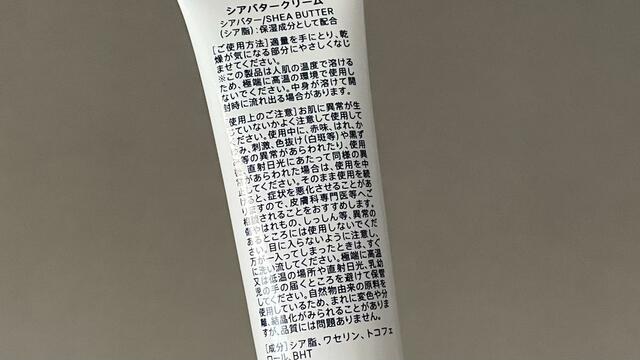 シアバタークリーム
シアバター/SHEA BUTTER
(シア脂):保湿成分として配合
[ご使用方法]適量を手にとり、乾
燥が気になる部分にやさしくなじ
ませてください。
※この製品は人肌の温度で溶ける
ため、極端に高温の環境で使用し
ないでください。中身が溶けて開
封時に流れ出る場合があります。
使用上のご注意]お肌に異常が生
じていないかよく注意して使用して
ださい。使用中に、赤味、はれ、か
み、刺激、色抜け(白斑等)や黒ず
等の異常があらわれたり、使用
直射日光にあたって同様の異
があらわれた場合は、使用を中
してください。そのまま使用を続
ると、症状を悪化させることがあ
ますので、皮膚科専門医等へご
されることをおすすめします。
やはれもの、しっしん等、異常の
あるところには使用しないでくだ
さい。目に入らないように注意し、
一入ってしまったときは、すぐ
に洗い流してください。極端に高温
は低温の場所や直射日光、乳幼
の手の届くところを避けて保管
てください。自然物由来の原料を
使用しているため、まれに変色や分
離、結晶化がみられることがありま
すが、品質には問題ありません。
[成分]シア脂、ワセリン、トコフェ
ロール、BHT